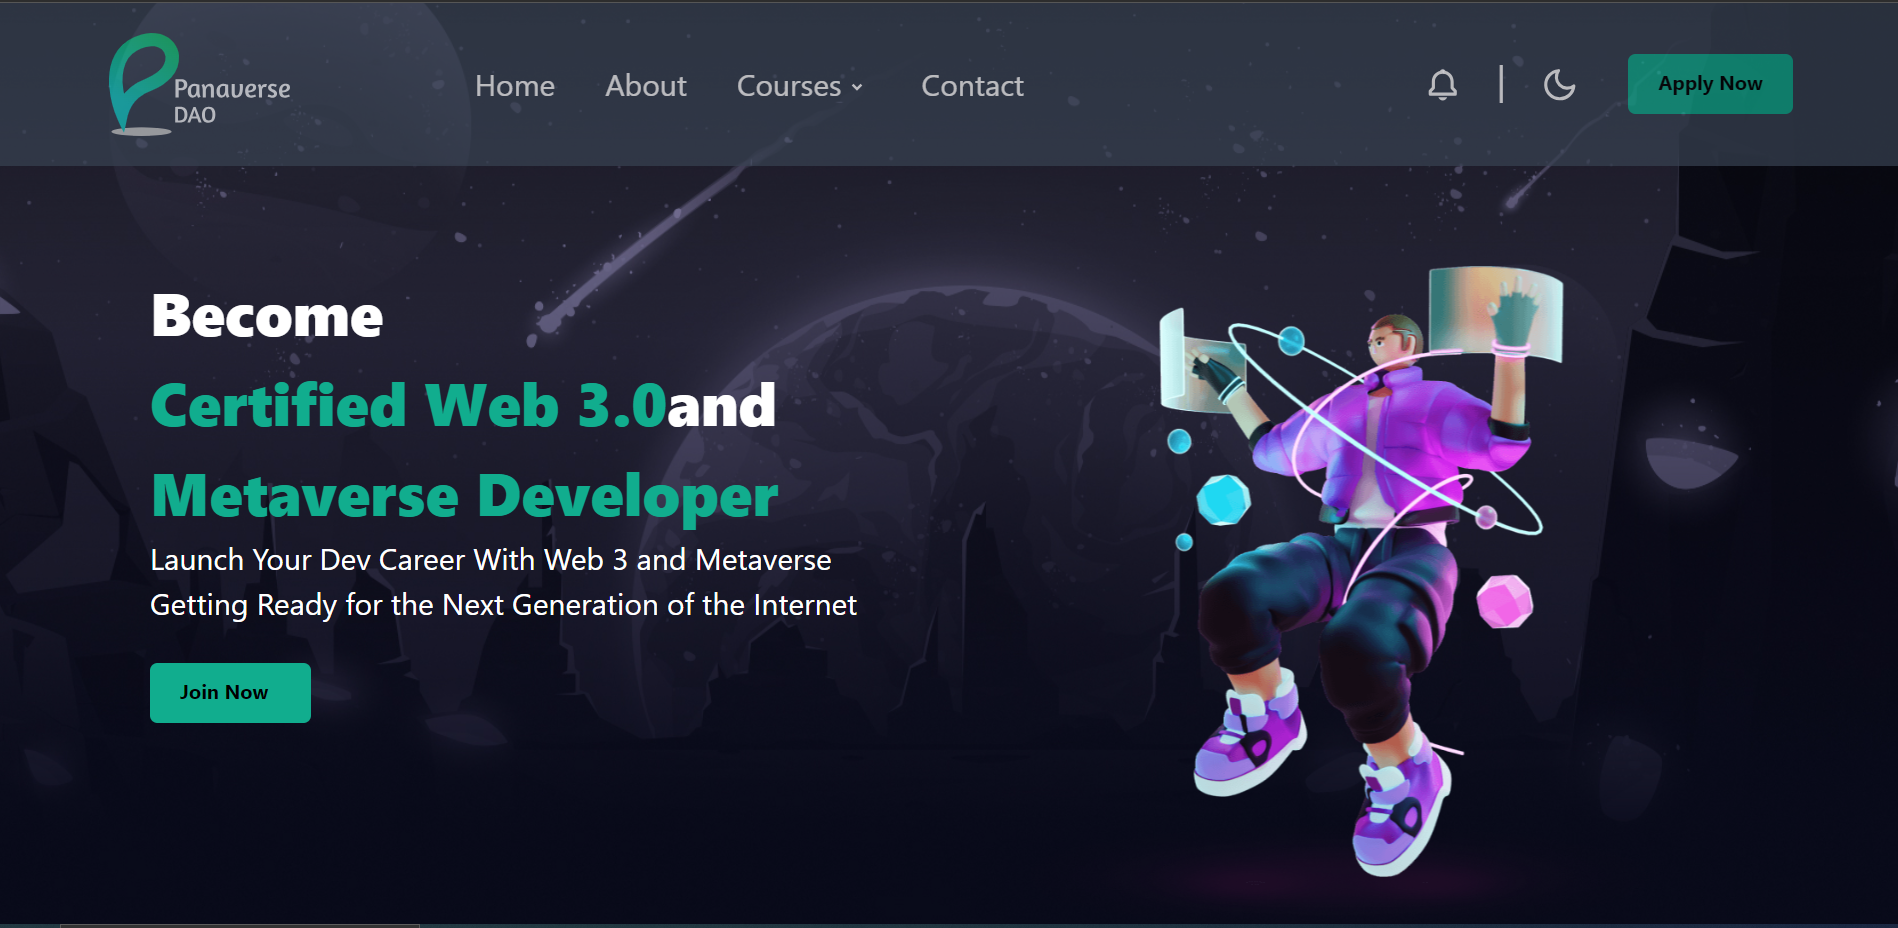 Panaverse
DAO
Home About Courses Contact
Apply Now
Become
Certified Web 3.0and
Metaverse Developer
Launch Your Dev Career With Web 3 and Metaverse
Getting Ready for the Next Generation of the Internet
Join Now